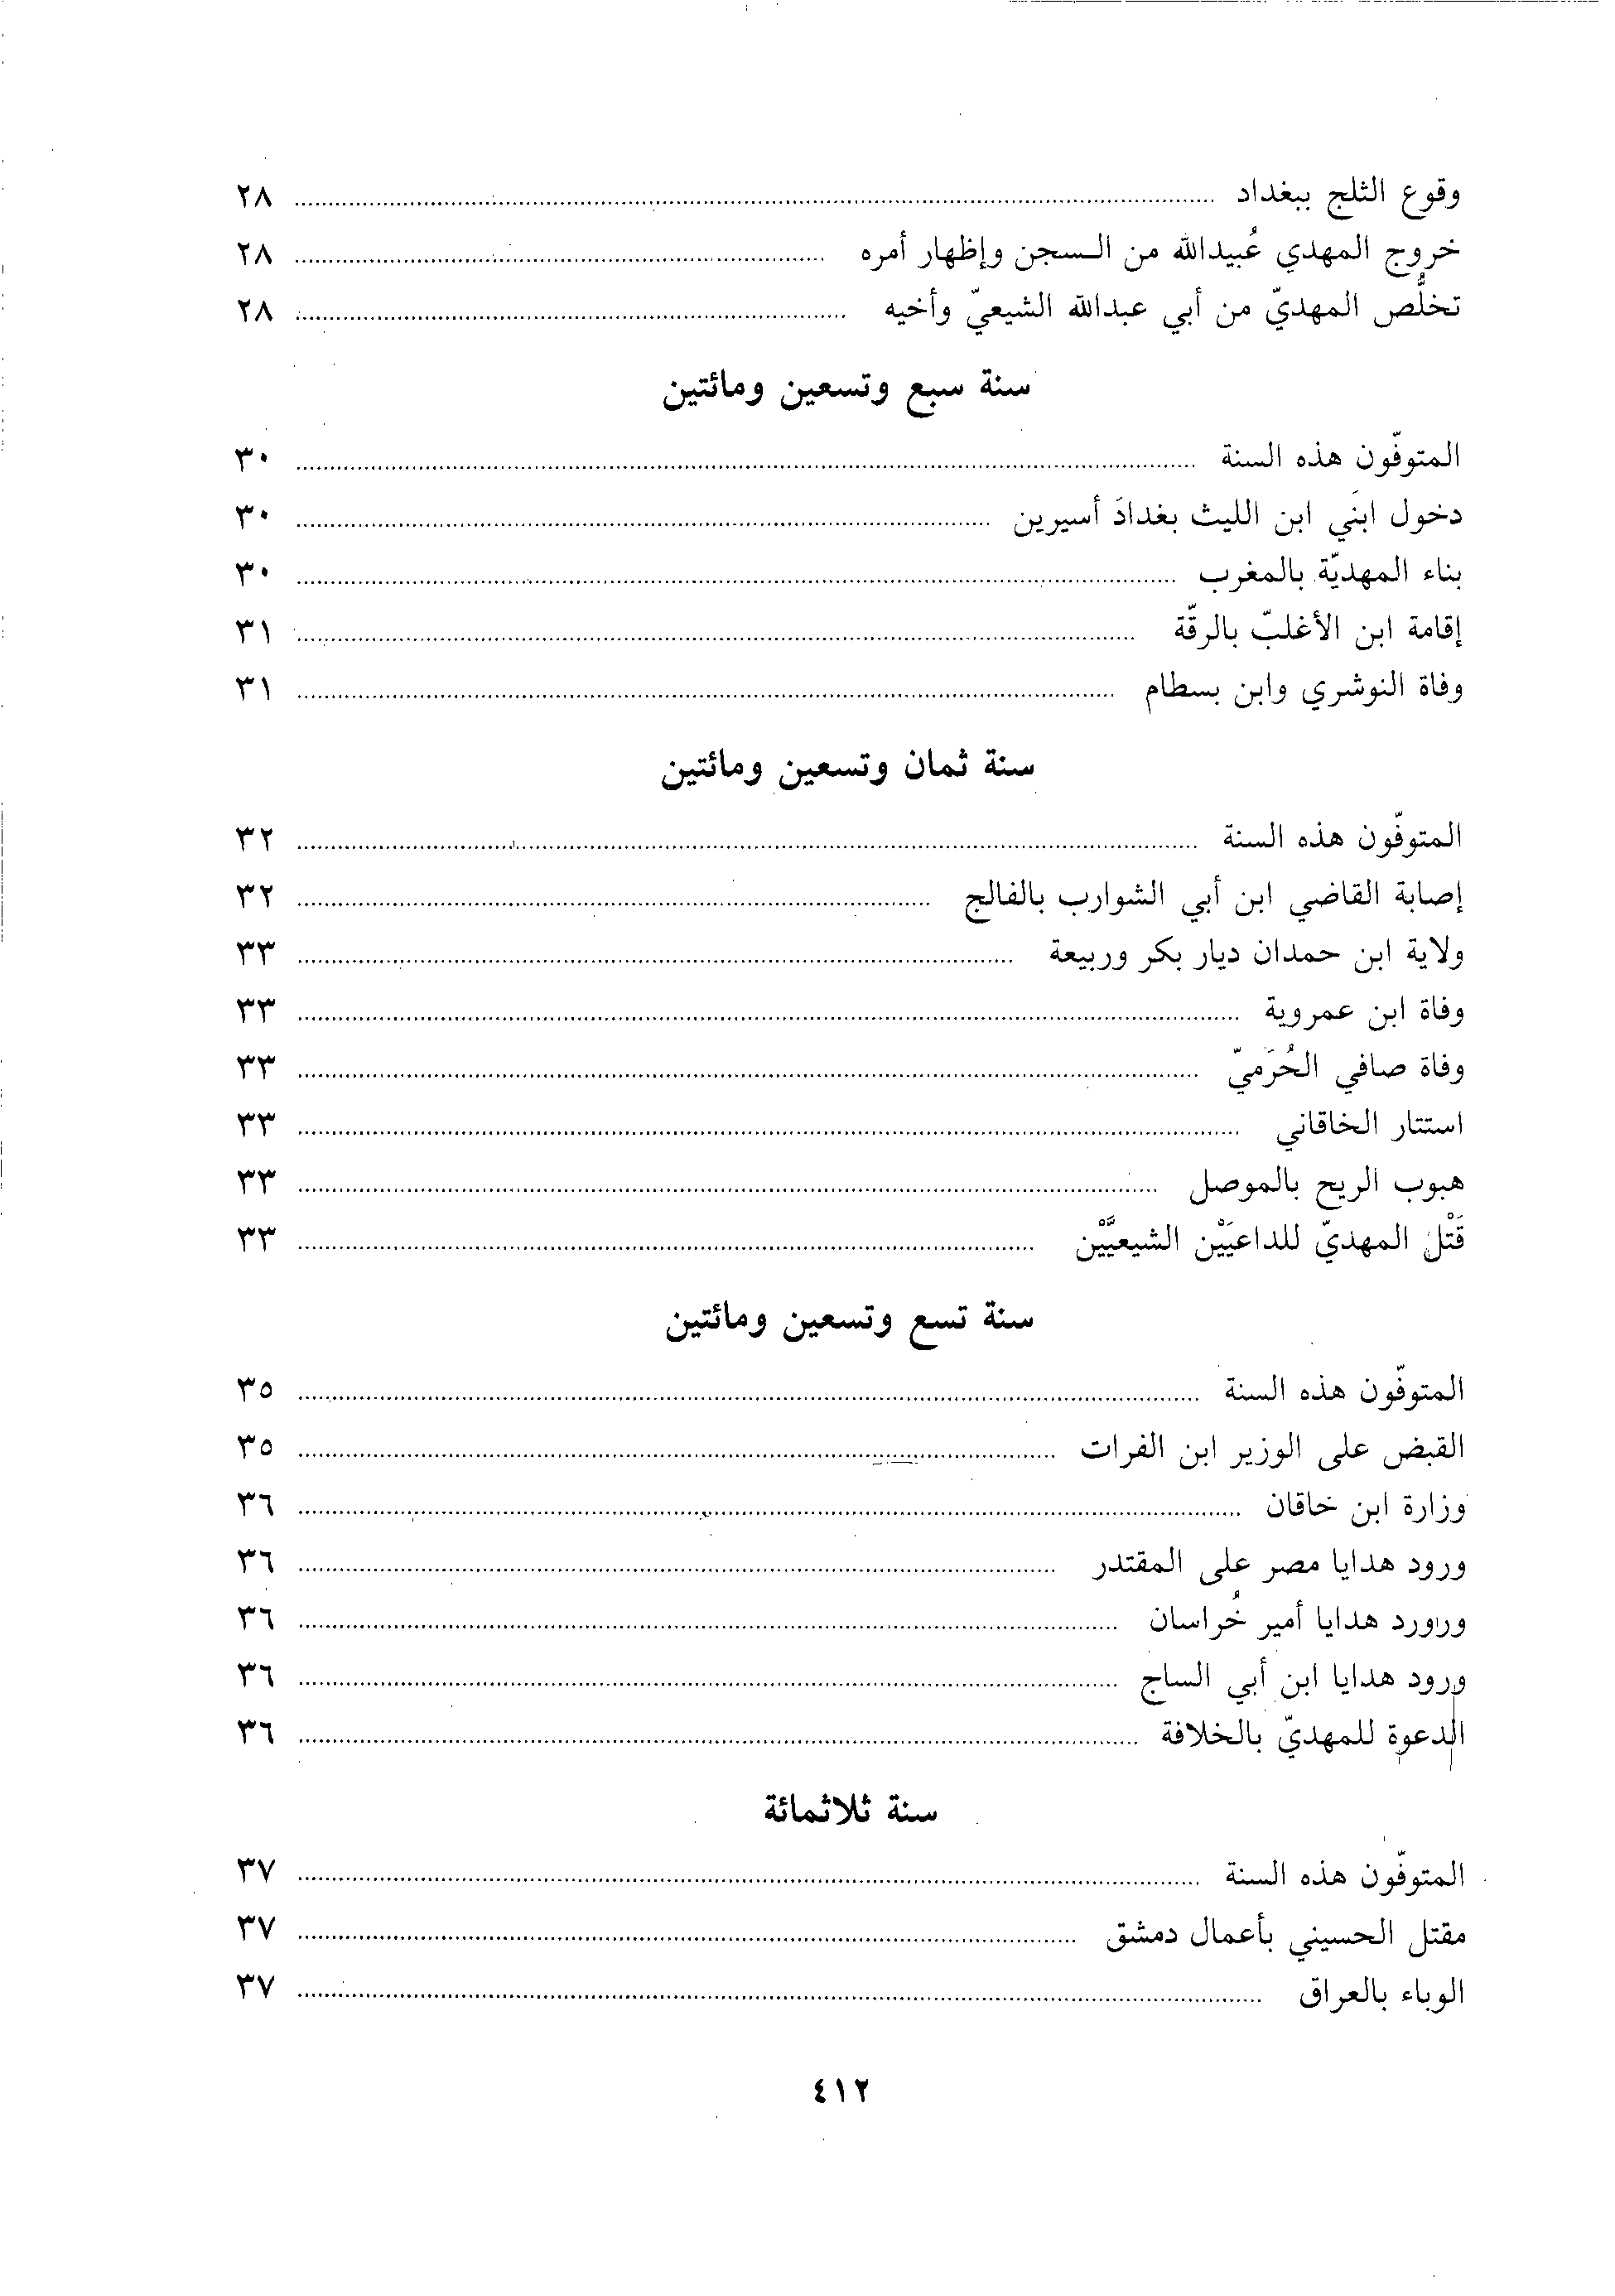 وقوع الثلج ببغداد ........ ٢٨
خروج المهدي عُبيدالله من السجن وإظهار أمره ........ ٢٨
تخلُّص المهديّ من أبي عبدالله الشيعيّ وأخيه ........ ٢٨
سنة سبع وتسعين ومائتين
المتوفّون هذه السنة ........ ٣٠
دخول ابنَي ابن الليث بغدادَ أسيرين ........ ٣٠
بناء المهديّة بالمغرب ........ ٣٠
إقامة ابن الأغلبّ بالرقّة ........ ٣١
وفاة النوشري وابن بسطام ........ ٣١
سنة ثمان وتسعين ومائتين
المتوفّون هذه السنة ........ ٣٢
إصابة القاضي ابن أبي الشوارب بالفالج ........ ٣٢
ولاية ابن حمدان ديار بكر وربيعة ........ ٣٣
وفاة ابن عمروية ........ ٣٣
وفاة صافي الحُرَميّ ........ ٣٣
استتار الخاقاني ........ ٣٣
هبوب الريح بالموصل ........ ٣٣
قَتْل المهديّ للداعيَيْن الشيعيَّيْن ........ ٣٣
سنة تسع وتسعين ومائتين
المتوفّون هذه السنة ........ ٣٥
القبض على الوزير ابن الفرات ........ ٣٥
وزارة ابن خاقان ........ ٣٦
ورود هدايا مصر على المقتدر ........ ٣٦
ورورد هدايا أمير خُراسان ........ ٣٦
ورود هدايا ابن أبي الساج ........ ٣٦
الدعوة للمهديّ بالخلافة ........ ٣٦
سنة ثلاثمائة
المتوفّون هذه السنة ........ ٣٧
مقتل الحسيني بأعمال دمشق ........ ٣٧
الوباء بالعراق ........ ٣٧
٤١٢